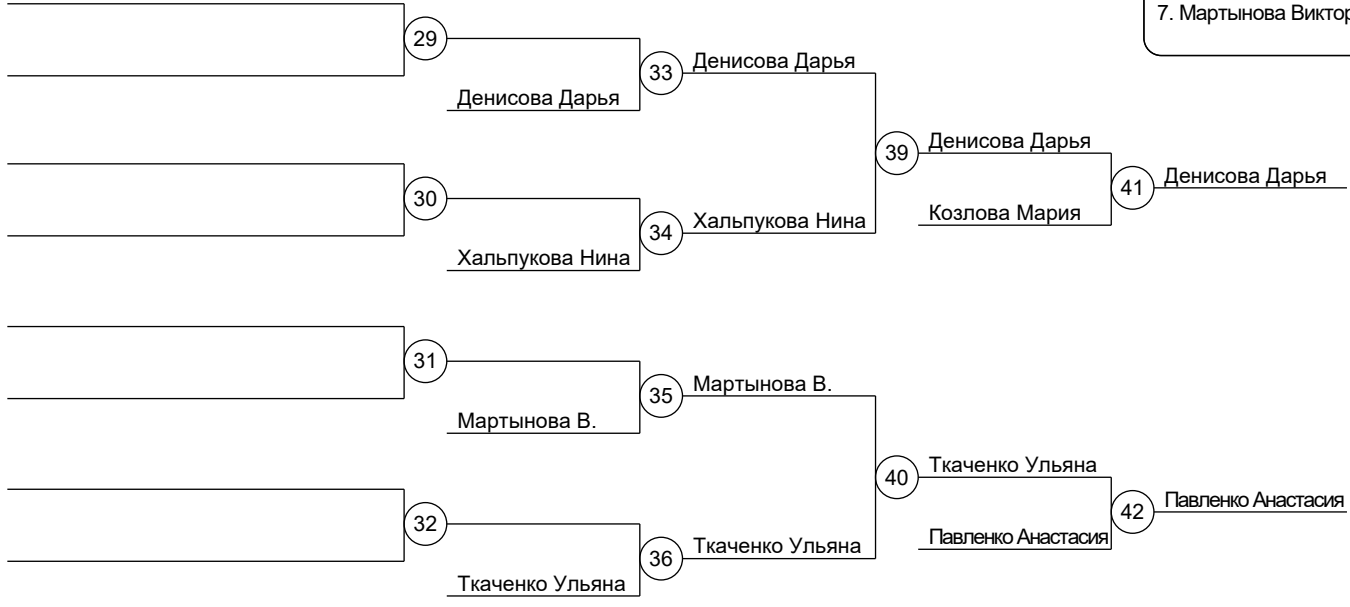 7. Мартынова Виктор
29
33
Денисова Дарья
Денисова Дарья
39
Денисова Дарья
30
41
Денисова Дарья
34
Хальпукова Нина
Козлова Мария
Хальпукова Нина
31
35
Мартынова В.
Мартынова В.
40
Ткаченко Ульяна
32
42
Павленко Анастасия
36
Ткаченко Ульяна
Павленко Анастасия
Ткаченко Ульяна